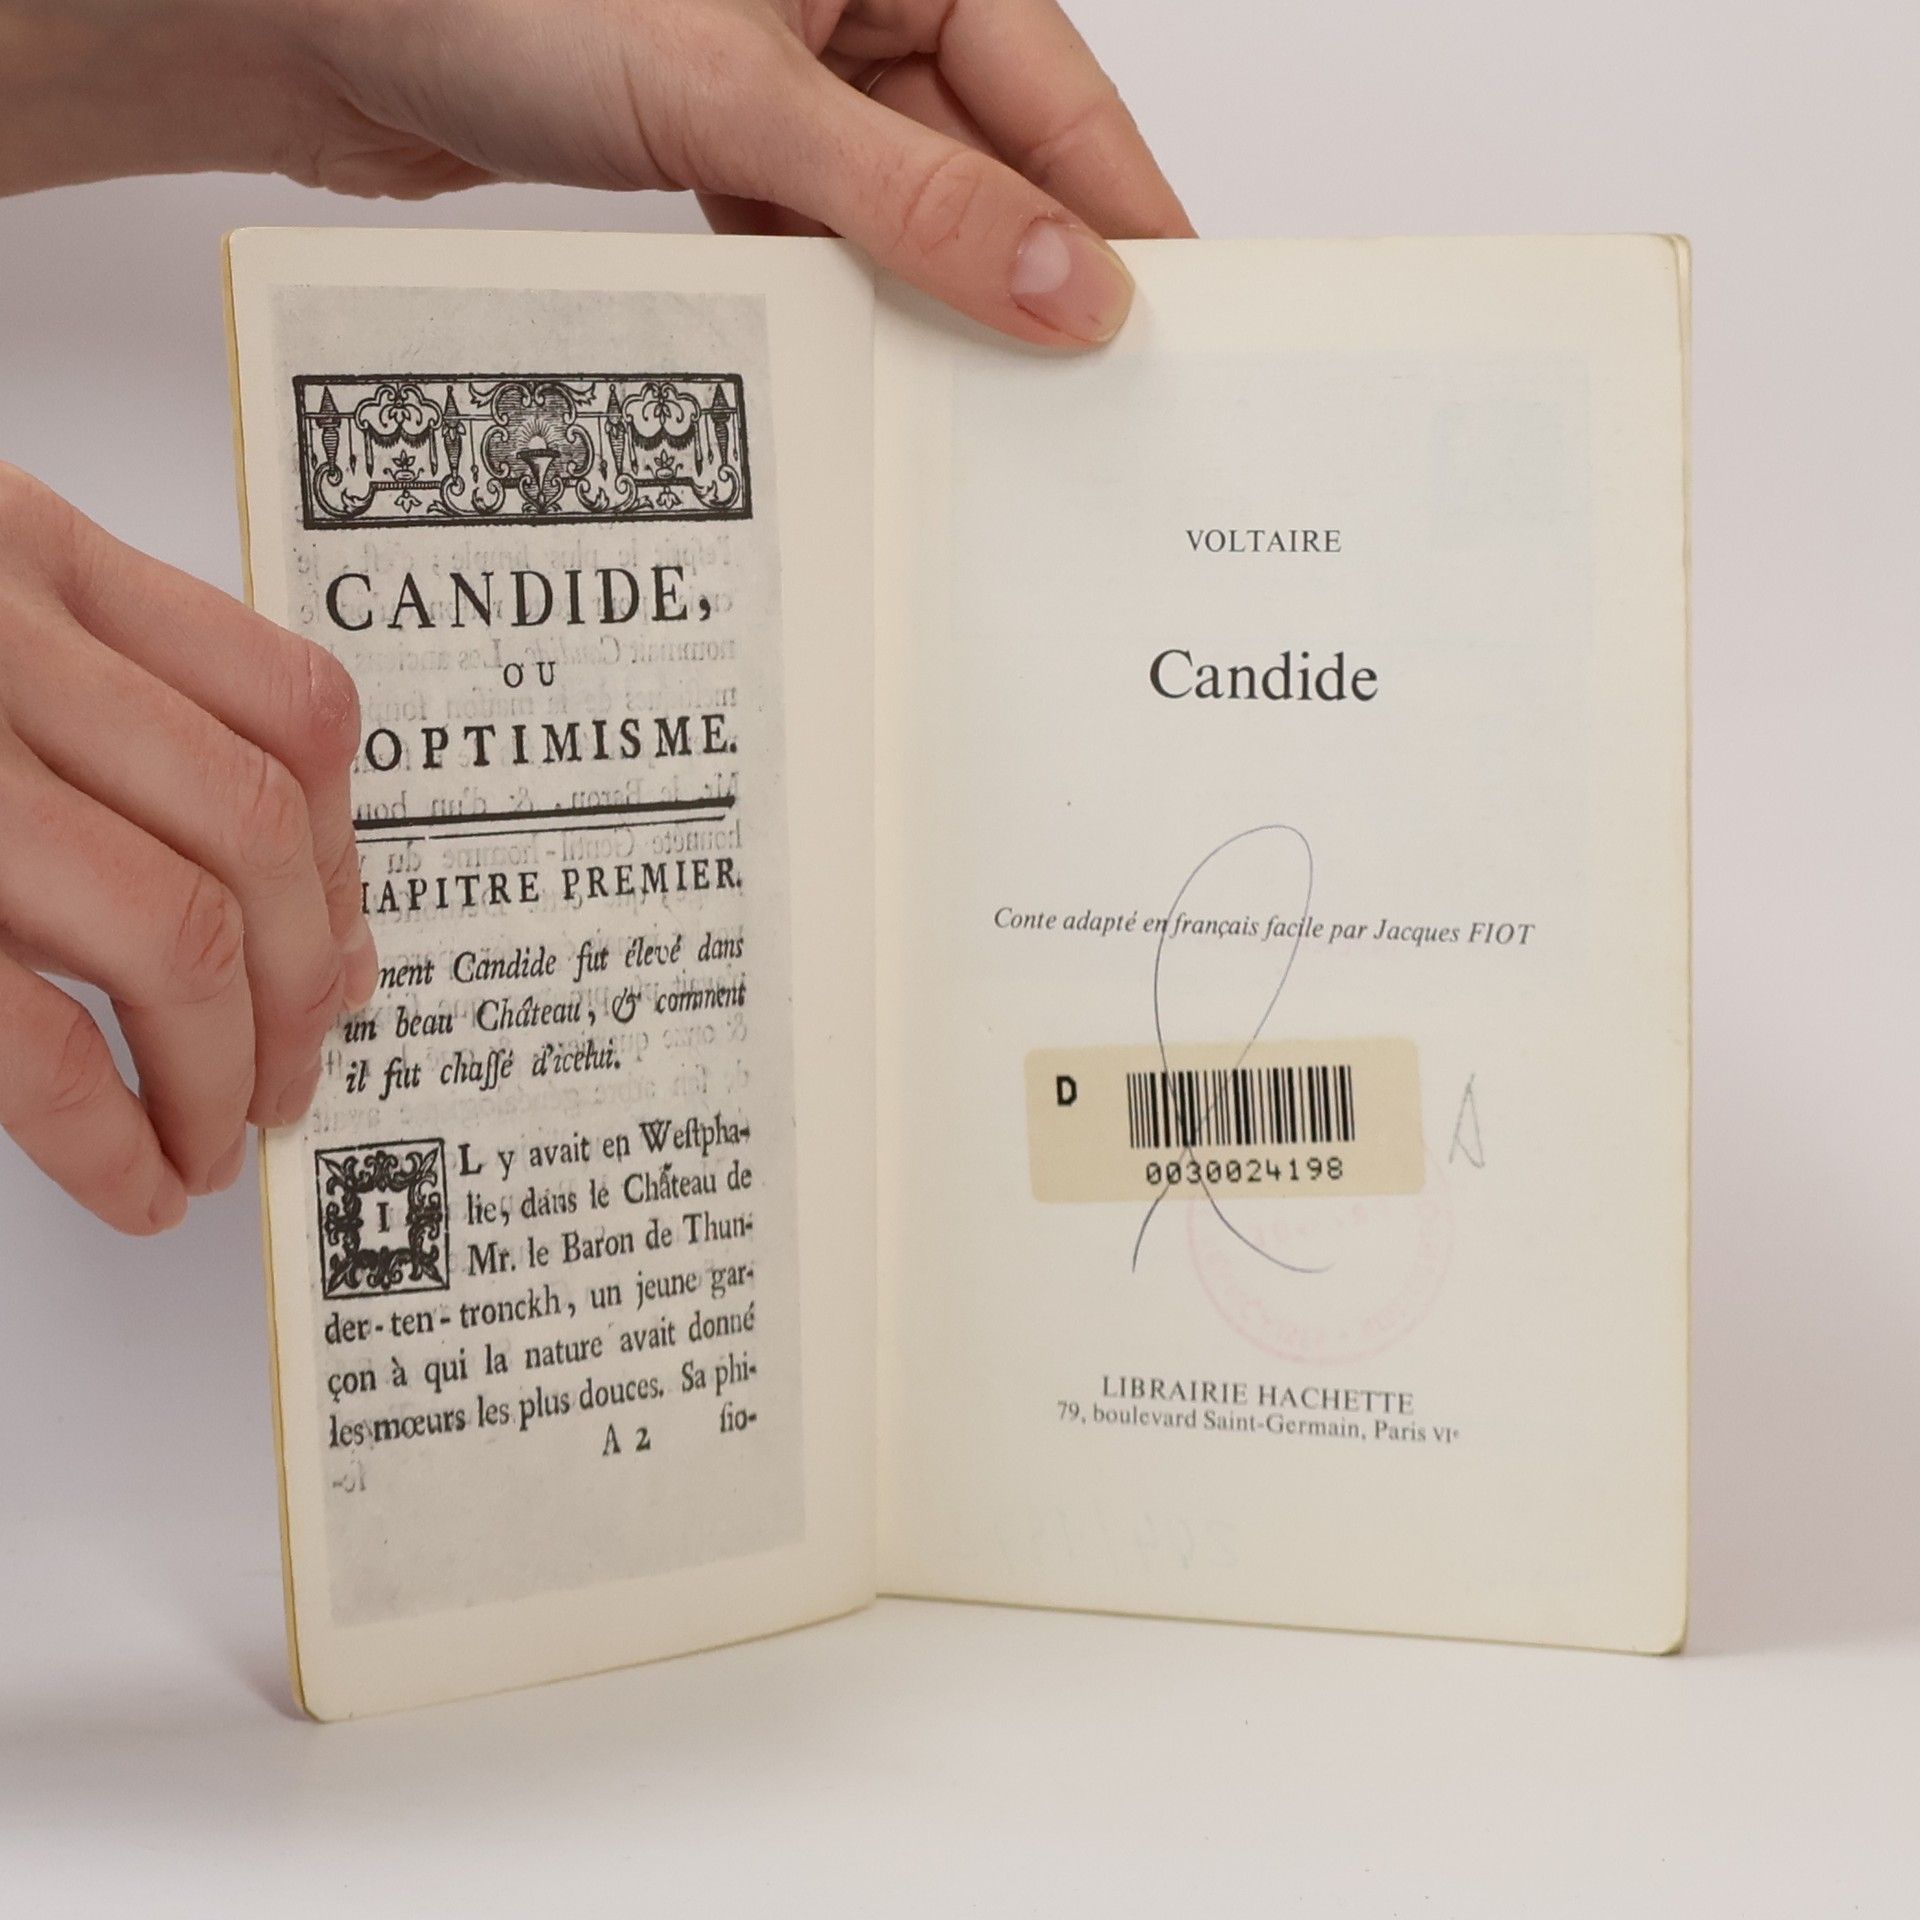 CANDIDE,
OU
OPTIMISME.
HAPITRE PREMIER.
ment Candide fut élevé dans
un beau Château, & comment
il fut chaſſé d'icelui.
IL y avait en Weſtpha-
lie, dans le Château de
Mr. le Baron de Thun-
der-ten-tronckh, un jeune gar-
çon à qui la nature avait donné
les mœurs les plus douces. Sa phi-
A 2
ſio-
VOLTAIRE
Candide
Conte adapté en français facile par Jacques FIOT
D
0030024198
A
LIBRAIRIE HACHETTE
79, boulevard Saint-Germain, Paris VIᵉ